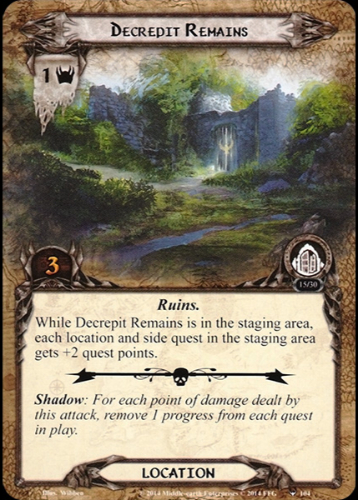 DECREPIT REMAINS
1
3
15/30
Ruins.
While Decrepit Remains is in the staging area,
each location and side quest in the staging area
gets +2 quest points.
Shadow: For each point of damage dealt by
this attack, remove 1 progress from each quest
in play.
LOCATION